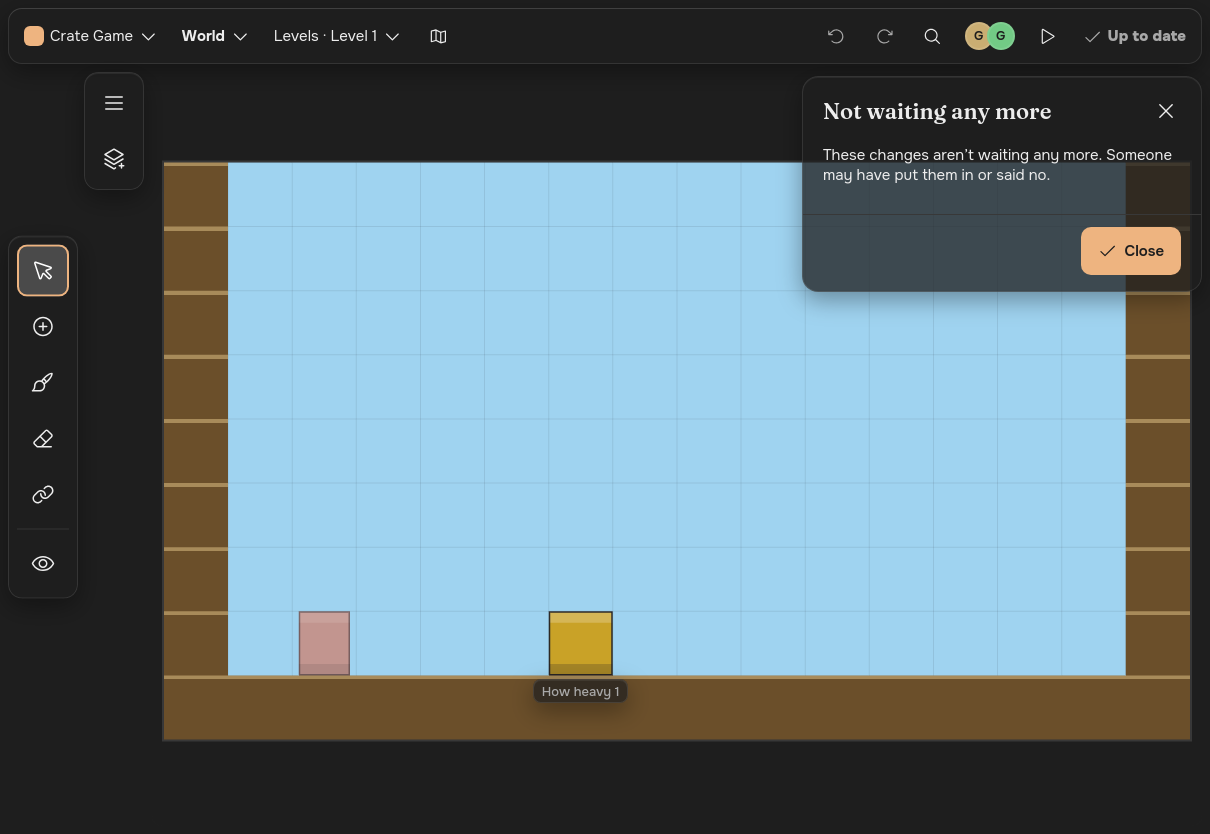 Crate Game
World
Levels · Level 1
G
G
Up to date
Not waiting any more
These changes aren't waiting any more. Someone
may have put them in or said no.
Close
How heavy 1